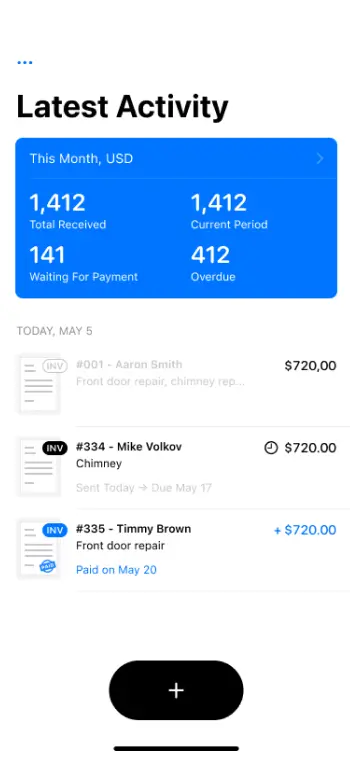 ...
Latest Activity
This Month, USD
1,412 1,412
Total Received Current Period
141 412
Waiting For Payment Overdue
TODAY, MAY 5
INV #001 - Aaron Smith $720,00
Front door repair, chimney rep...
INV #334 - Mike Volkov $720.00
Chimney
Sent Today → Due May 17
INV #335 - Timmy Brown + $720.00
Front door repair
PAID Paid on May 20
+